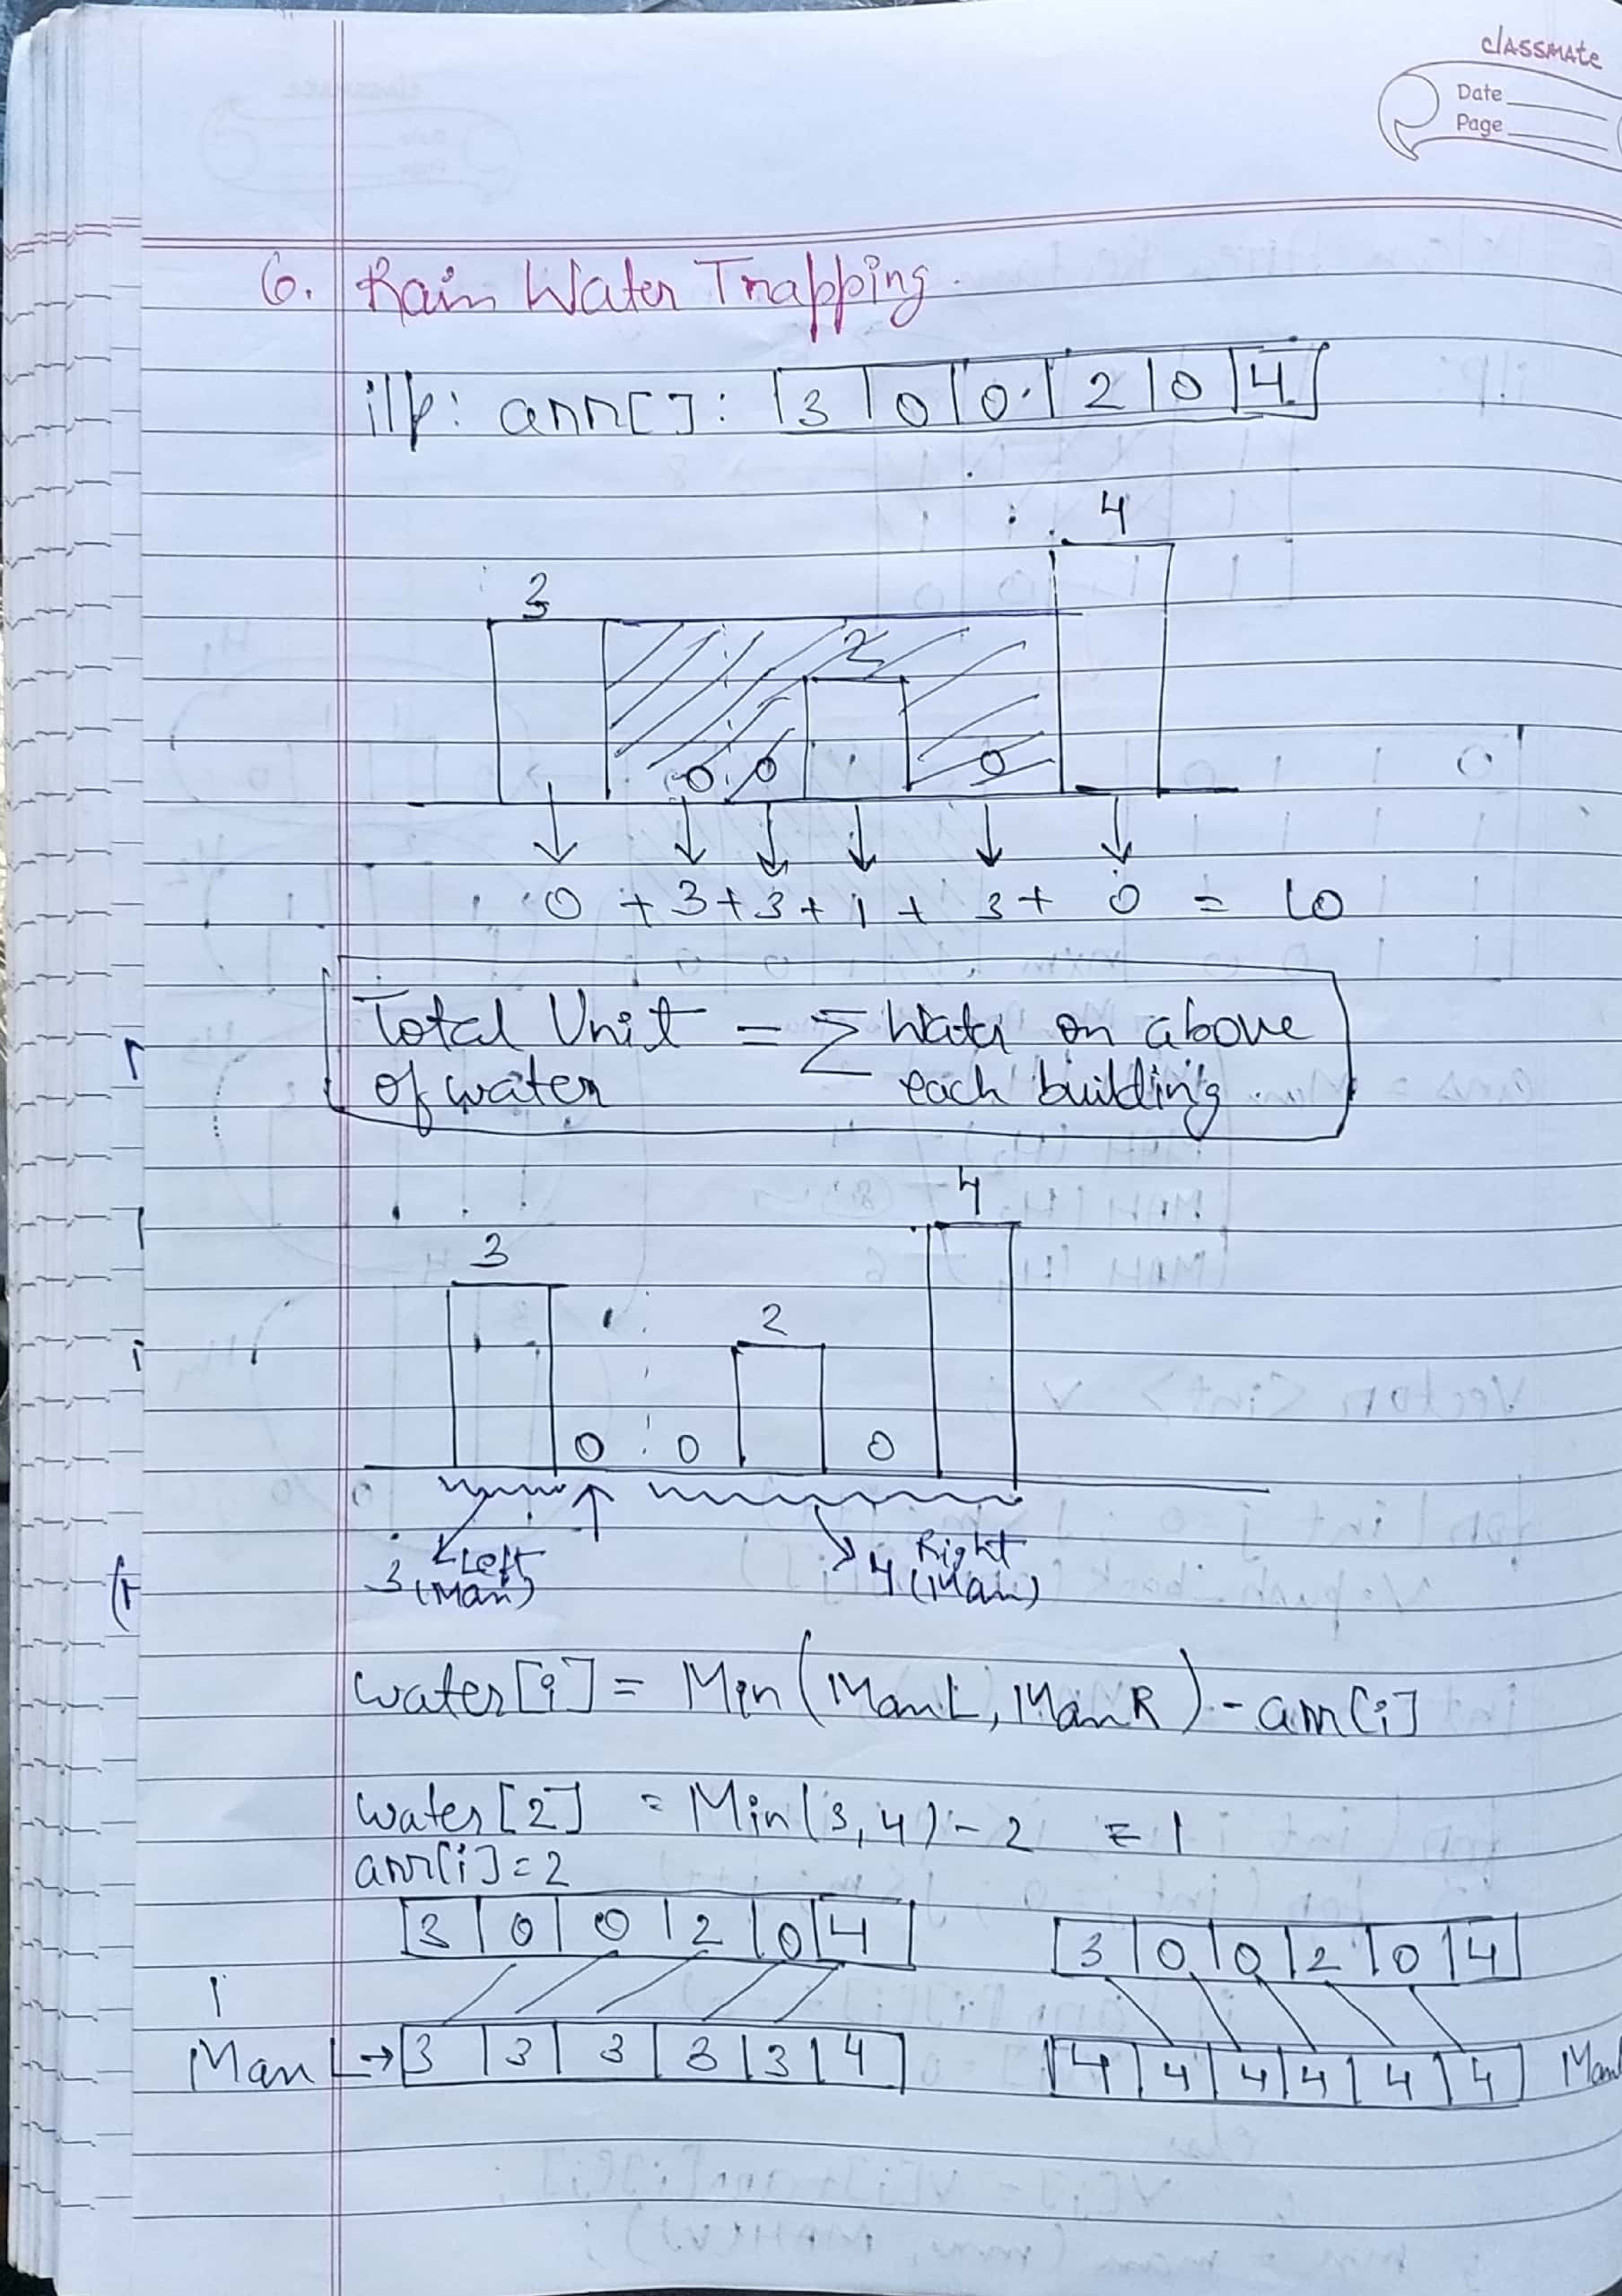 classmate
Date
Page
6. Rain Water Trapping
i/p: arr[]: 3 | 0 | 0 | 2 | 0 | 4
4
3
2
0 0 0
0 + 3 + 3 + 1 + 3 + 0 = 10
Total Unit = Σ Water on above
of water each building.
4
3
2
0 0 0
Left Right
3 (Max) 4 (Max)
water[i] = Min (MaxL, MaxR) - arr[i]
water[2] = Min(3, 4) - 2 = 1
arr[i] = 2
3 | 0 | 0 | 2 | 0 | 4 3 | 0 | 0 | 2 | 0 | 4
Max L → 3 | 3 | 3 | 3 | 3 | 4 4 | 4 | 4 | 4 | 4 | 4 Max